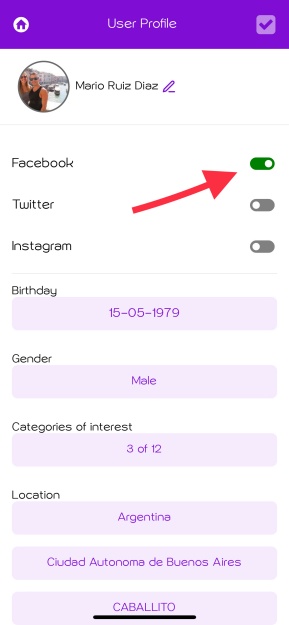 User Profile
Mario Ruiz Diaz
Facebook
Twitter
Instagram
Birthday
15-05-1979
Gender
Male
Categories of interest
3 of 12
Location
Argentina
Ciudad Autonoma de Buenos Aires
CABALLITO